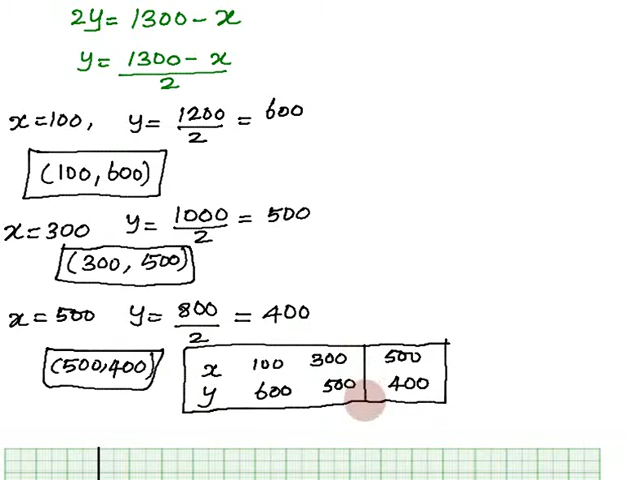 2y = 1300 - x
y = (1300 - x)/2
x = 100, y = 1200/2 = 600
(100, 600)
x = 300 y = 1000/2 = 500
(300, 500)
x = 500 y = 800/2 = 400
(500, 400)
x 100 300 500
y 600 500 400